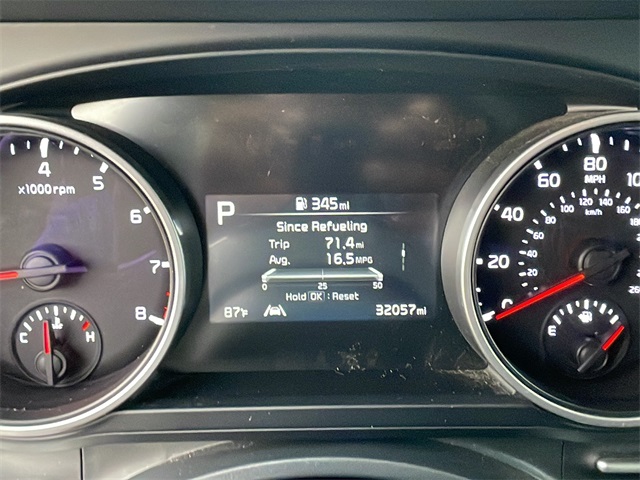 4
5
6
7
8
x1000rpm
C H
P
345mi
Since Refueling
Trip 71.4mi
Avg. 16.5MPG
0 25 50
Hold OK : Reset
87°F
32057mi
0
20
40
60
80
MPH
20
40
60
80
100
120
140
160
km/h
E